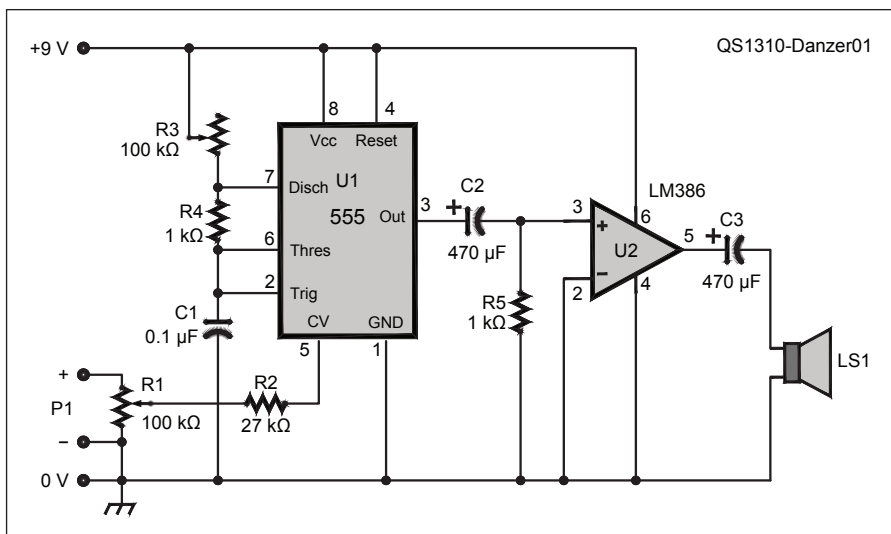 +9 V
QS1310-Danzer01
8
4
R3
100 kΩ
Vcc
Reset
7
Disch
U1
R4
1kΩ
555
Out
3
C2
+
470 µF
6
Thres
2
Trig
C1
0.1 µF
CV
GND
5
1
R5
1 kΩ
LM386
3
+
6
U2
5
–
2
4
C3
+
470 µF
LS1
+
P1
–
R1
100 kΩ
R2
27 kΩ
0 V